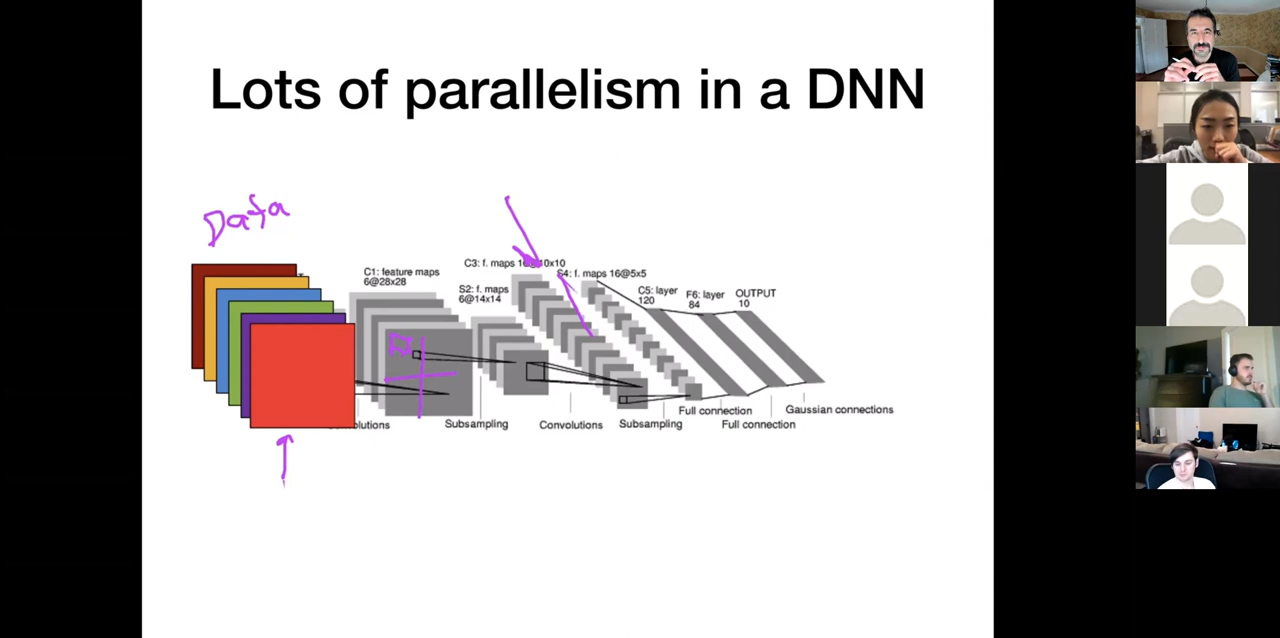 Lots of parallelism in a DNN
Data
C1: feature maps
6@28x28
C3: f. maps 16@10x10
S2: f. maps
6@14x14
S4: f. maps 16@5x5
C5: layer
120
F6: layer
84
OUTPUT
10
Subsampling
Convolutions
Subsampling
Full connection
Full connection
Gaussian connections